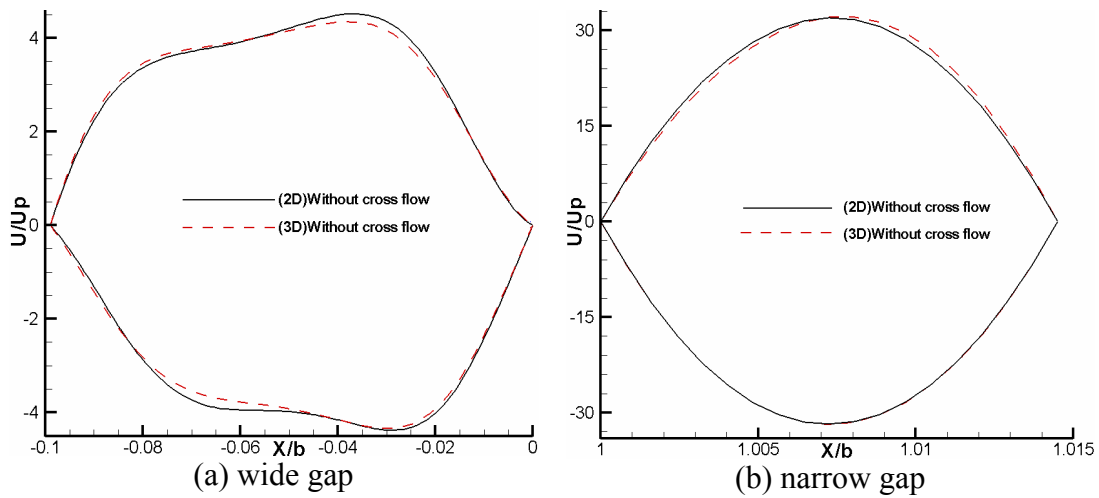 4
2
0
-2
-4
U/Up
(2D)Without cross flow
(3D)Without cross flow
-0.1
-0.08
-0.06
-0.04
-0.02
0
X/b
(a) wide gap
30
15
0
-15
-30
U/Up
(2D)Without cross flow
(3D)Without cross flow
1
1.005
1.01
1.015
X/b
(b) narrow gap